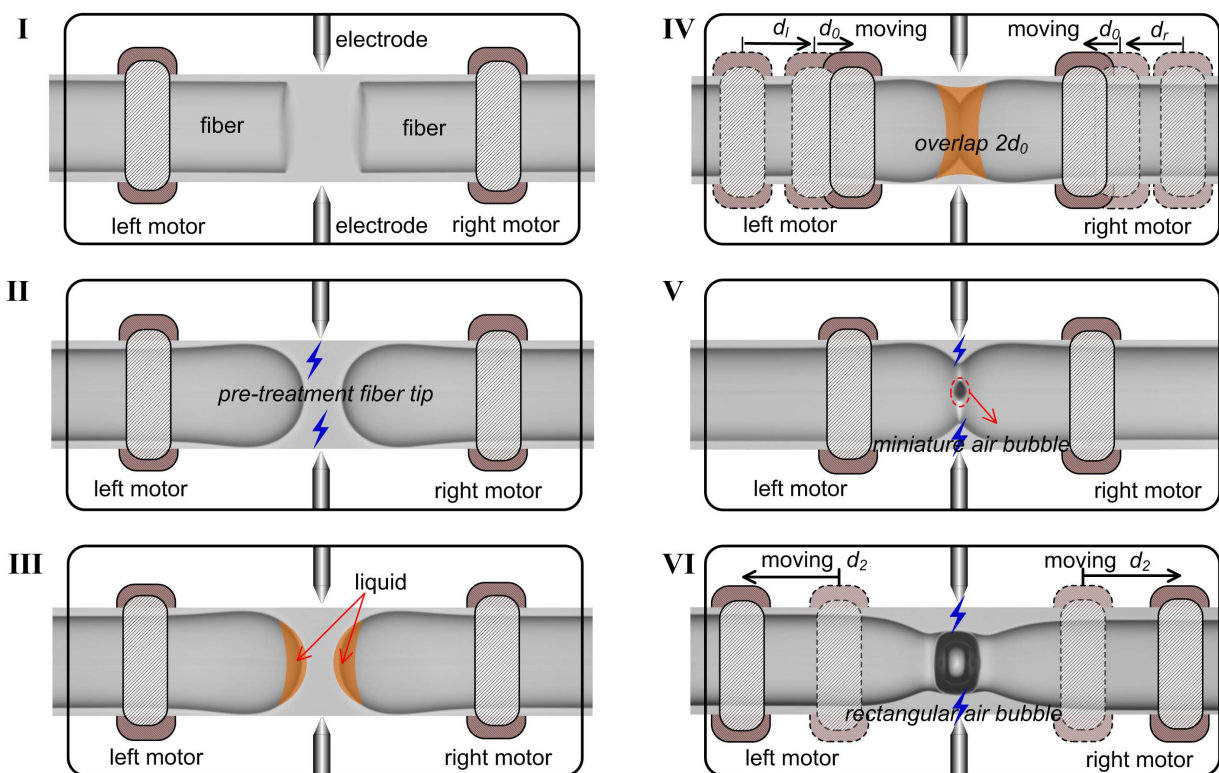 I
electrode
fiber
fiber
left motor
electrode
right motor
II
pre-treatment fiber tip
left motor
right motor
III
liquid
left motor
right motor
IV
d_l d_0 moving
moving d_0 d_r
overlap 2d_0
left motor
right motor
V
miniature air bubble
left motor
right motor
VI
moving d_2
moving d_2
rectangular air bubble
left motor
right motor